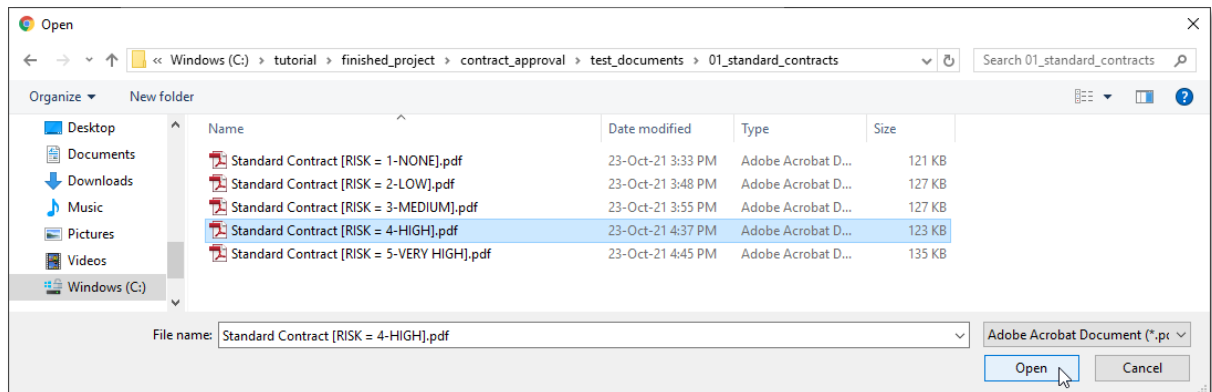 Open
« Windows (C:) > tutorial > finished_project > contract_approval > test_documents > 01_standard_contracts Search 01_standard_contracts
Organize New folder
Desktop Name Date modified Type Size
Documents Standard Contract [RISK = 1-NONE].pdf 23-Oct-21 3:33 PM Adobe Acrobat D... 121 KB
Downloads Standard Contract [RISK = 2-LOW].pdf 23-Oct-21 3:48 PM Adobe Acrobat D... 127 KB
Music Standard Contract [RISK = 3-MEDIUM].pdf 23-Oct-21 3:55 PM Adobe Acrobat D... 127 KB
Pictures Standard Contract [RISK = 4-HIGH].pdf 23-Oct-21 4:37 PM Adobe Acrobat D... 123 KB
Videos Standard Contract [RISK = 5-VERY HIGH].pdf 23-Oct-21 4:45 PM Adobe Acrobat D... 135 KB
Windows (C:)
File name: Standard Contract [RISK = 4-HIGH].pdf Adobe Acrobat Document (*.pc
Open Cancel